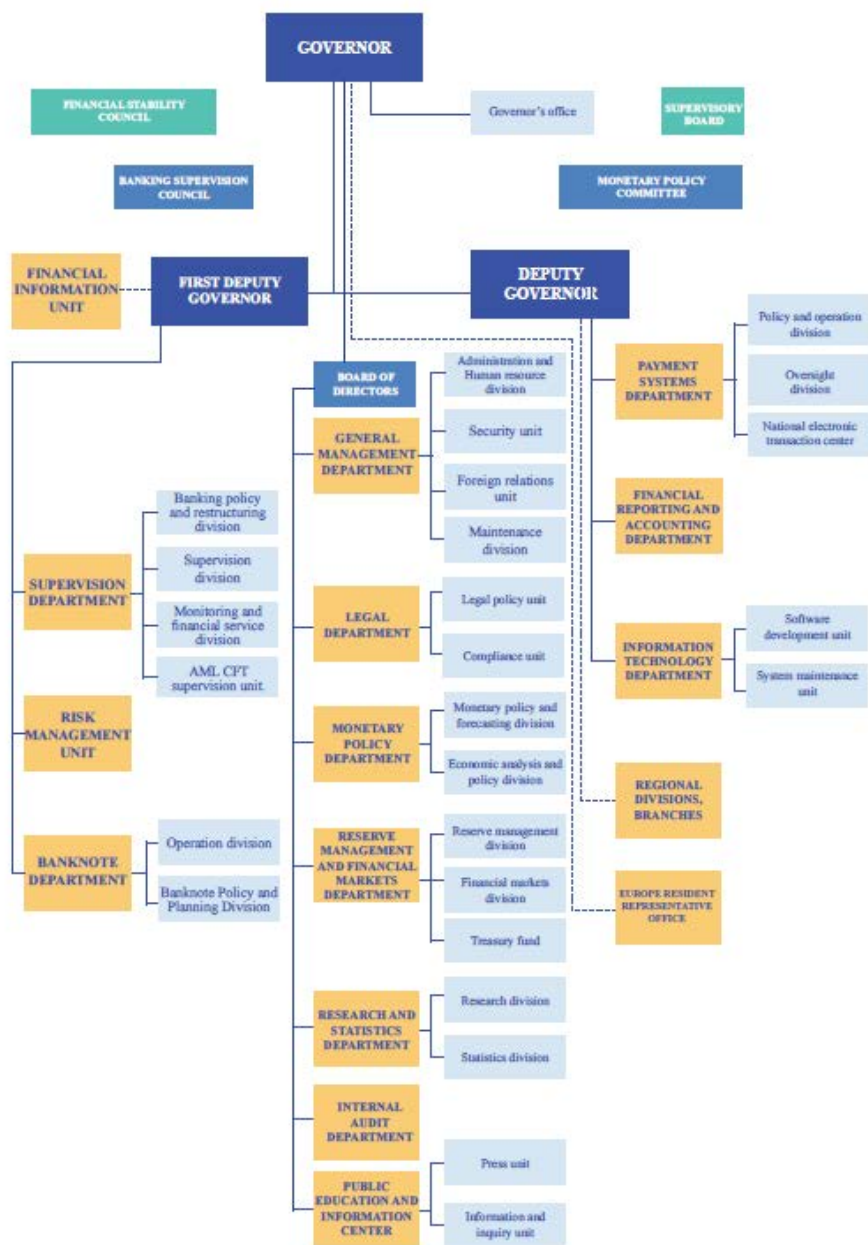 GOVERNOR
FINANCIAL STABILITY
COUNCIL
Governor's office
SUPERVISORY
BOARD
BANKING SUPERVISION
COUNCIL
MONETARY POLICY
COMMITTEE
FINANCIAL
INFORMATION
UNIT
FIRST DEPUTY
GOVERNOR
DEPUTY
GOVERNOR
Policy and operation
division
PAYMENT
SYSTEMS
DEPARTMENT
Oversight
division
National electronic
transaction center
BOARD OF
DIRECTORS
Administration and
Human resource
division
GENERAL
MANAGEMENT
DEPARTMENT
Security unit
Foreign relations
unit
Maintenance
division
FINANCIAL
REPORTING AND
ACCOUNTING
DEPARTMENT
Banking policy
and restructuring
division
SUPERVISION
DEPARTMENT
Supervision
division
Monitoring and
financial service
division
AML CFT
supervision unit
LEGAL
DEPARTMENT
Legal policy unit
Compliance unit
INFORMATION
TECHNOLOGY
DEPARTMENT
Software
development unit
System maintenance
unit
RISK
MANAGEMENT
UNIT
MONETARY
POLICY
DEPARTMENT
Monetary policy and
forecasting division
Economic analysis and
policy division
REGIONAL
DIVISIONS,
BRANCHES
BANKNOTE
DEPARTMENT
Operation division
Banknote Policy and
Planning Division
RESERVE
MANAGEMENT
AND FINANCIAL
MARKETS
DEPARTMENT
Reserve management
division
Financial markets
division
Treasury fund
EUROPE RESIDENT
REPRESENTATIVE
OFFICE
RESEARCH AND
STATISTICS
DEPARTMENT
Research division
Statistics division
INTERNAL
AUDIT
DEPARTMENT
PUBLIC
EDUCATION AND
INFORMATION
CENTER
Press unit
Information and
inquiry unit